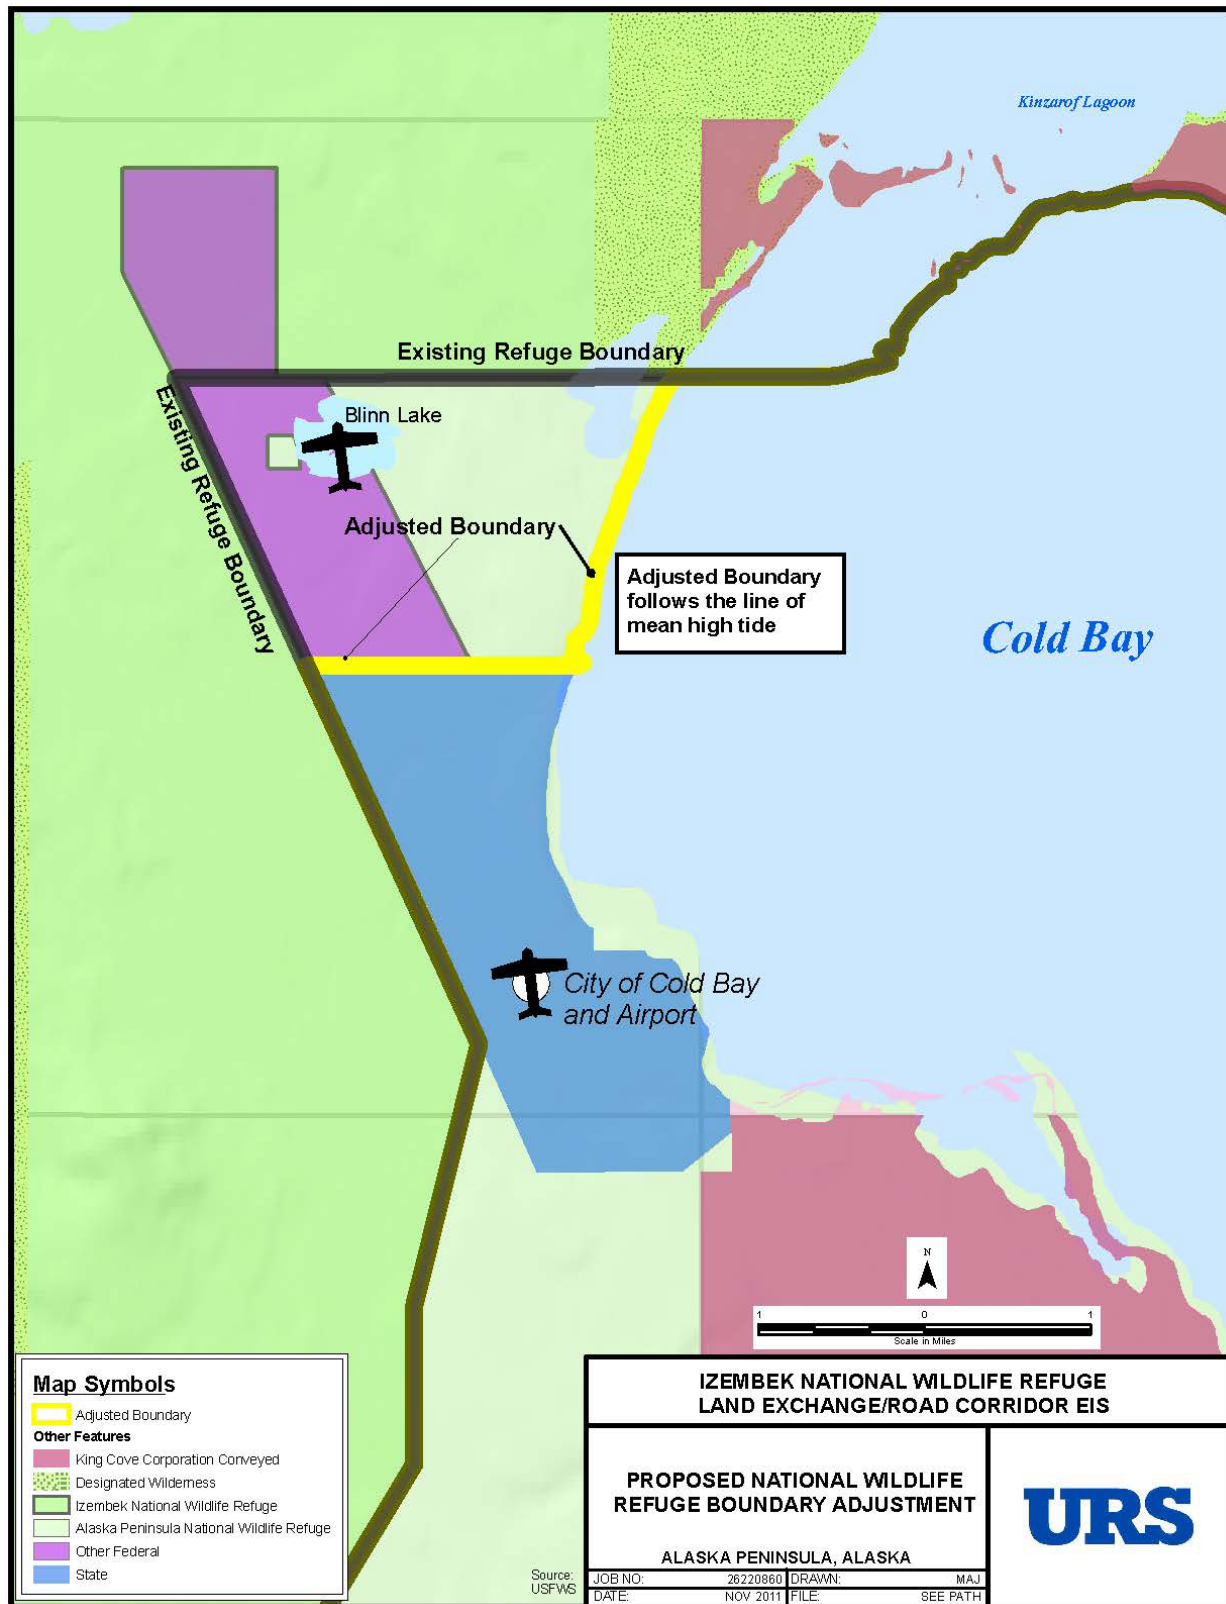 Kinzarof Lagoon
Existing Refuge Boundary
Existing Refuge Boundary
Blinn Lake
Adjusted Boundary
Adjusted Boundary
follows the line of
mean high tide
Cold Bay
City of Cold Bay
and Airport
N
1 0 1
Scale in Miles
Map Symbols
Adjusted Boundary
Other Features
King Cove Corporation Conveyed
Designated Wilderness
Izembek National Wildlife Refuge
Alaska Peninsula National Wildlife Refuge
Other Federal
State
Source:
USFWS
IZEMBEK NATIONAL WILDLIFE REFUGE
LAND EXCHANGE/ROAD CORRIDOR EIS
PROPOSED NATIONAL WILDLIFE
REFUGE BOUNDARY ADJUSTMENT
ALASKA PENINSULA, ALASKA
JOB NO: 26220860 DRAWN: MAJ
DATE: NOV 2011 FILE: SEE PATH
URS